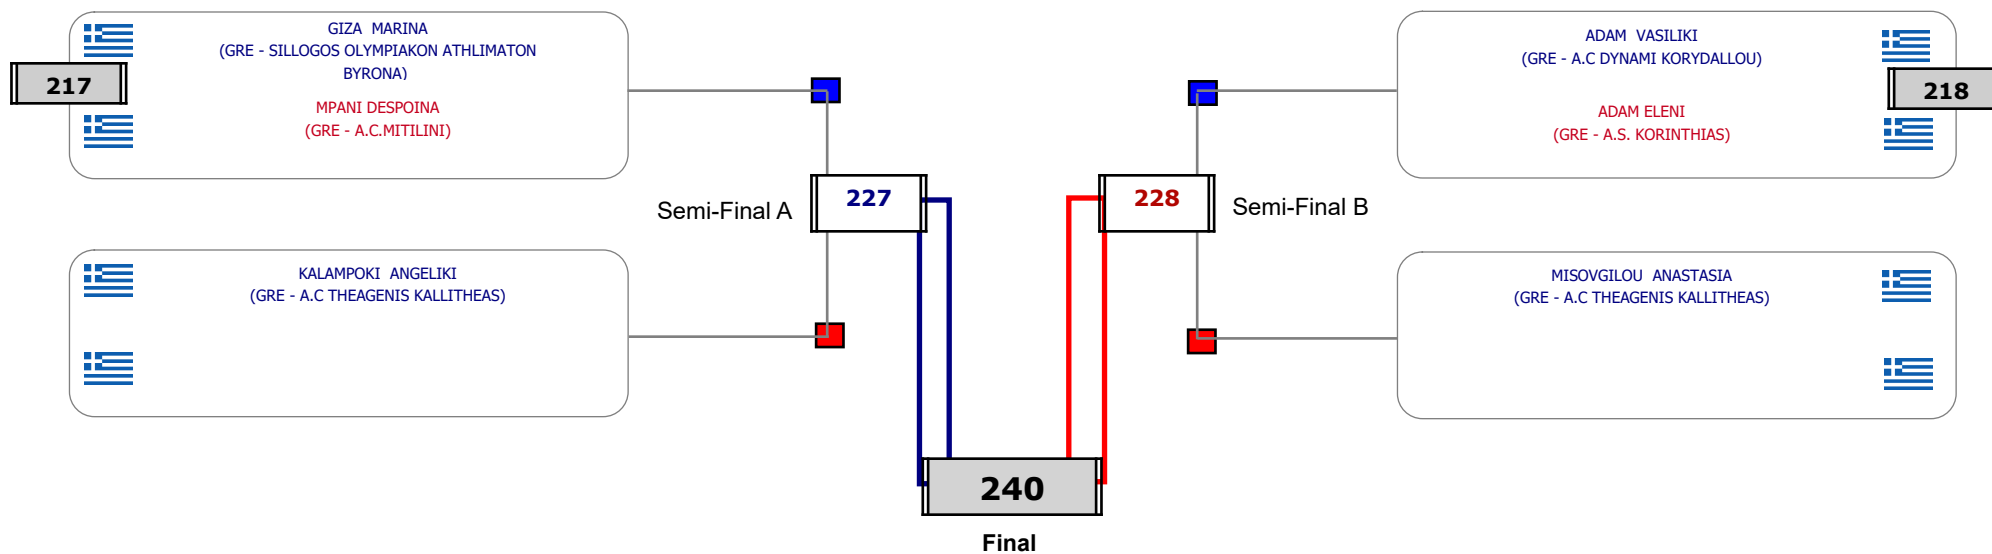 GIZA MARINA
(GRE - SILLOGOS OLYMPIAKON ATHLIMATON
BYRONA)
217
MPANI DESPOINA
(GRE - A.C.MITILINI)
ADAM VASILIKI
(GRE - A.C DYNAMI KORYDALLOU)
218
ADAM ELENI
(GRE - A.S. KORINTHIAS)
Semi-Final A
227
228
Semi-Final B
KALAMPOKI ANGELIKI
(GRE - A.C THEAGENIS KALLITHEAS)
MISOVGILOU ANASTASIA
(GRE - A.C THEAGENIS KALLITHEAS)
240
Final